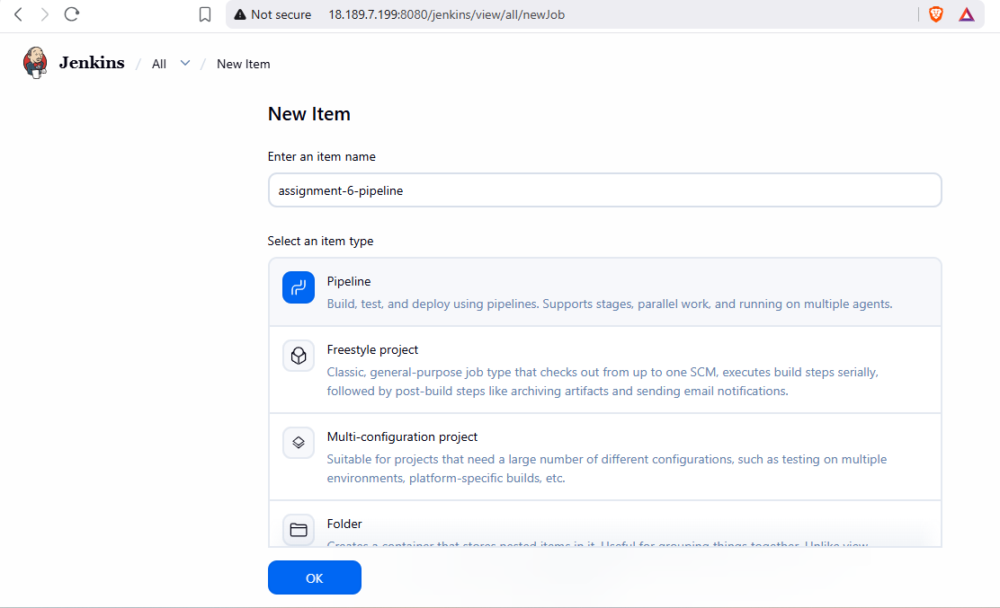 Not secure 18.189.7.199:8080/jenkins/view/all/newJob
Jenkins / All / New Item
New Item
Enter an item name
assignment-6-pipeline
Select an item type
Pipeline
Build, test, and deploy using pipelines. Supports stages, parallel work, and running on multiple agents.
Freestyle project
Classic, general-purpose job type that checks out from up to one SCM, executes build steps serially,
followed by post-build steps like archiving artifacts and sending email notifications.
Multi-configuration project
Suitable for projects that need a large number of different configurations, such as testing on multiple
environments, platform-specific builds, etc.
Folder
Creates a container that stores nested items in it. Useful for grouping things together. Unlike view,
OK